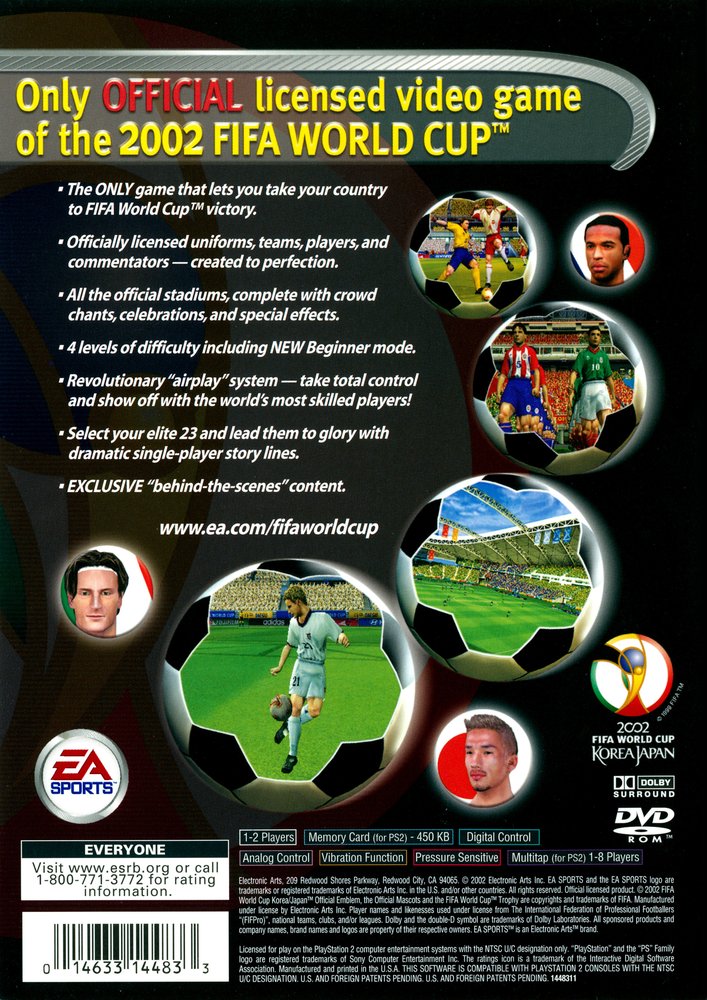 Only OFFICIAL licensed video game
of the 2002 FIFA WORLD CUP™
▪ The ONLY game that lets you take your country
to FIFA World Cup™ victory.
▪ Officially licensed uniforms, teams, players, and
commentators — created to perfection.
▪ All the official stadiums, complete with crowd
chants, celebrations, and special effects.
▪ 4 levels of difficulty including NEW Beginner mode.
▪ Revolutionary "airplay" system — take total control
and show off with the world's most skilled players!
▪ Select your elite 23 and lead them to glory with
dramatic single-player story lines.
▪ EXCLUSIVE "behind-the-scenes" content.
www.ea.com/fifaworldcup
10
adidas
21
© 1999 FIFA TM
2002
FIFA WORLD CUP
KOREAJAPAN
EA
SPORTS™
DOLBY
SURROUND
DVD
ROM™
EVERYONE
Visit www.esrb.org or call
1-800-771-3772 for rating
information.
1-2 Players
Memory Card (for PS2) - 450 KB
Digital Control
Analog Control
Vibration Function
Pressure Sensitive
Multitap (for PS2) 1-8 Players
Electronic Arts, 209 Redwood Shores Parkway, Redwood City, CA 94065. © 2002 Electronic Arts Inc. EA SPORTS and the EA SPORTS logo are
trademarks or registered trademarks of Electronic Arts Inc. in the U.S. and/or other countries. All rights reserved. Official licensed product. © 2002 FIFA
World Cup Korea/Japan™ Official Emblem, the Official Mascots and the FIFA World Cup™ Trophy are copyrights and trademarks of FIFA. Manufactured
under license by Electronic Arts Inc. Player names and likenesses used under license from The International Federation of Professional Footballers
"(FIFPro)", national teams, clubs, and/or leagues. Dolby and the double-D symbol are trademarks of Dolby Laboratories. All sponsored products and
company names, brand names and logos are property of their respective owners. EA SPORTS™ is an Electronic Arts™ brand.
Licensed for play on the PlayStation 2 computer entertainment systems with the NTSC U/C designation only. "PlayStation" and the "PS" Family
logo are registered trademarks of Sony Computer Entertainment Inc. The ratings icon is a trademark of the Interactive Digital Software
Association. Manufactured and printed in the U.S.A. THIS SOFTWARE IS COMPATIBLE WITH PLAYSTATION 2 CONSOLES WITH THE NTSC
U/C DESIGNATION. U.S. AND FOREIGN PATENTS PENDING. U.S. AND FOREIGN PATENTS PENDING. 1448311
0 14633 14483 3